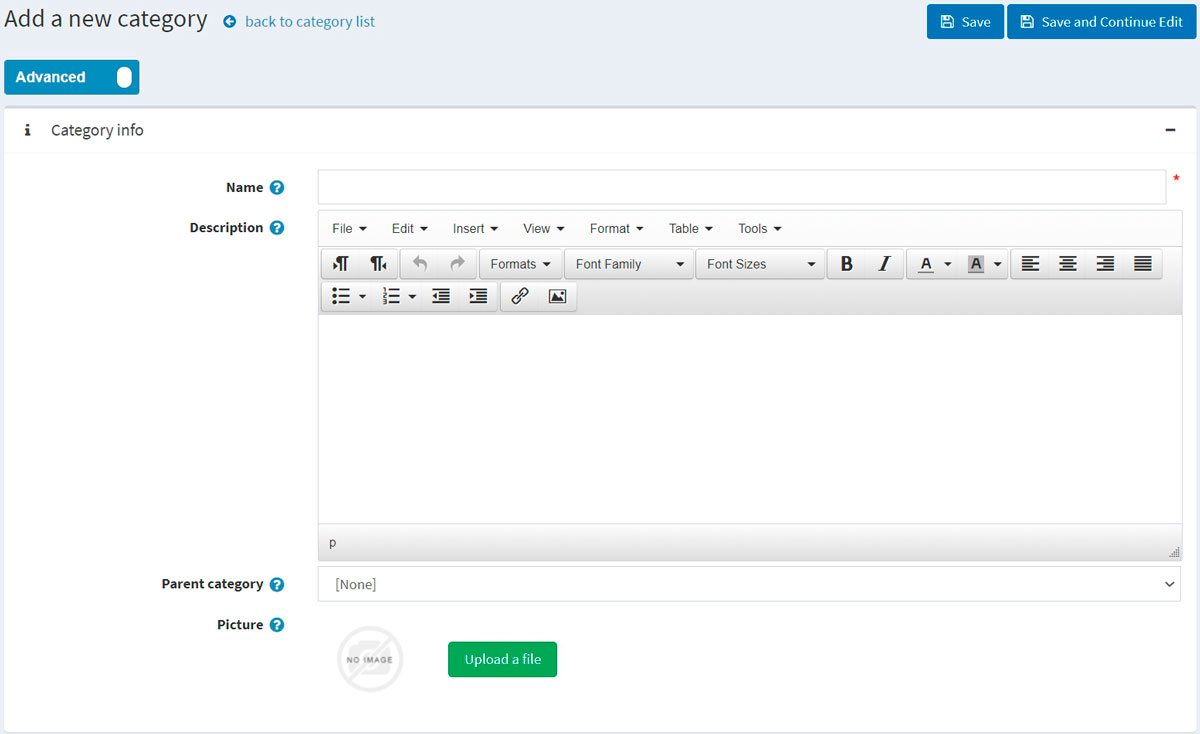 Add a new category back to category list Save Save and Continue Edit
Advanced
Category info
Name *
Description File Edit Insert View Format Table Tools
Formats Font Family Font Sizes B I A A
p
Parent category [None]
Picture
NO IMAGE Upload a file